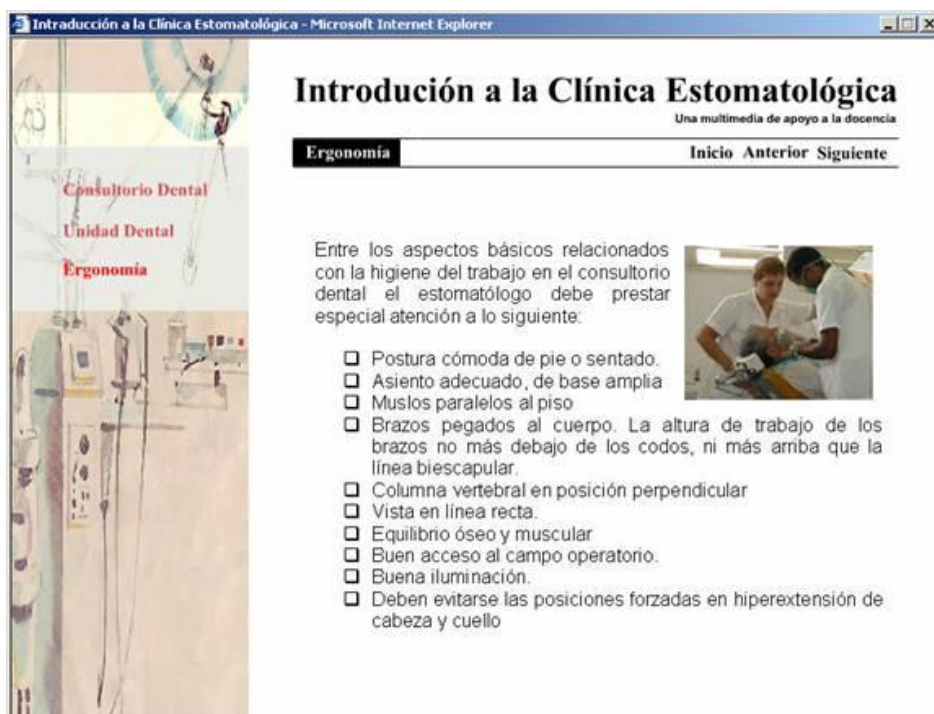 Intraducción a la Clínica Estomatológica - Microsoft Internet Explorer
Introdución a la Clínica Estomatológica
Una multimedia de apoyo a la docencia
Ergonomía Inicio Anterior Siguiente
Consultorio Dental
Unidad Dental
Ergonomía
Entre los aspectos básicos relacionados
con la higiene del trabajo en el consultorio
dental el estomatólogo debe prestar
especial atención a lo siguiente:
❑ Postura cómoda de pie o sentado.
❑ Asiento adecuado, de base amplia
❑ Muslos paralelos al piso
❑ Brazos pegados al cuerpo. La altura de trabajo de los
brazos no más debajo de los codos, ni más arriba que la
línea biescapular.
❑ Columna vertebral en posición perpendicular
❑ Vista en línea recta.
❑ Equilibrio óseo y muscular
❑ Buen acceso al campo operatorio.
❑ Buena iluminación.
❑ Deben evitarse las posiciones forzadas en hiperextensión de
cabeza y cuello